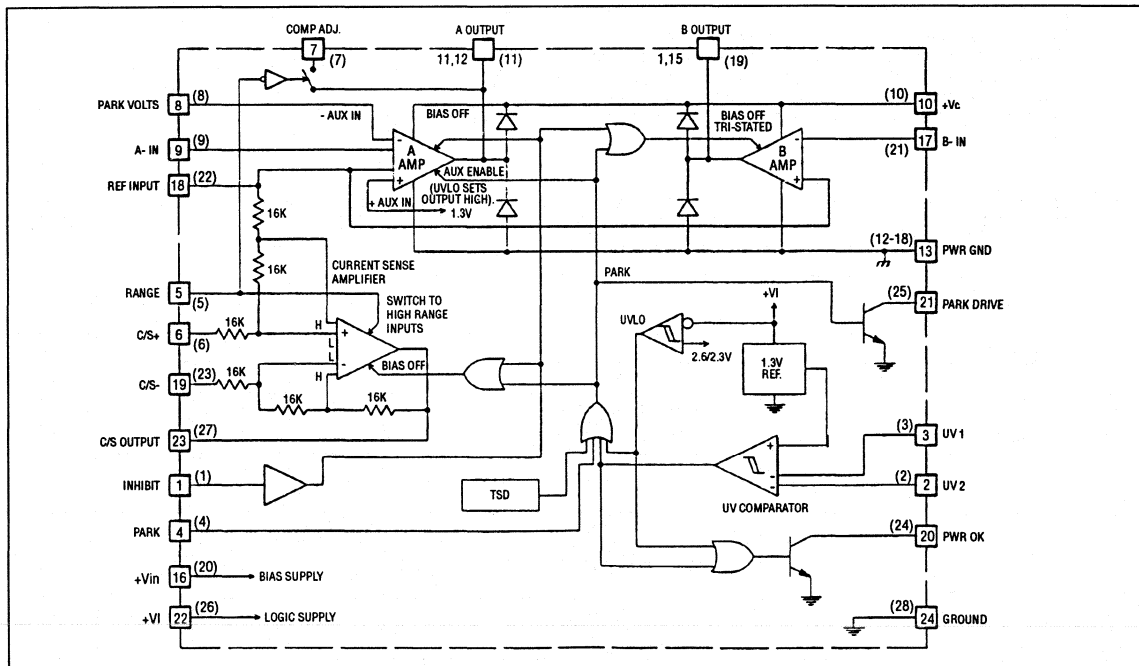 COMP ADJ.
7
(7)
A OUTPUT
11,12 (11)
B OUTPUT
1,15 (19)
PARK VOLTS 8 (8)
- AUX IN
BIAS OFF
A- IN 9 (9)
REF INPUT 18 (22)
-
A
AMP
+
AUX ENABLE
(UVLO SETS
OUTPUT HIGH).
+ AUX IN
1.3V
BIAS OFF
TRI-STATED
-
B
AMP
+
(10) 10 +Vc
17 B- IN
(21)
16K
16K
(12-18)
13 PWR GND
CURRENT SENSE
AMPLIFIER
PARK
RANGE 5
(5)
SWITCH TO
HIGH RANGE
INPUTS
(25)
21 PARK DRIVE
C/S+ 6
(6)
16K
H
L
L
H
+
-
BIAS OFF
UVLO
+VI
2.6/2.3V
1.3V
REF.
C/S- 19 (23)
16K
16K
16K
C/S OUTPUT 23
(27)
+
-
-
UV COMPARATOR
(3)
3 UV 1
(2)
2 UV 2
INHIBIT 1 (1)
TSD
PARK 4 (4)
(24)
20 PWR OK
+Vin 16 (20) BIAS SUPPLY
+VI 22 (26) LOGIC SUPPLY
(28)
24 GROUND